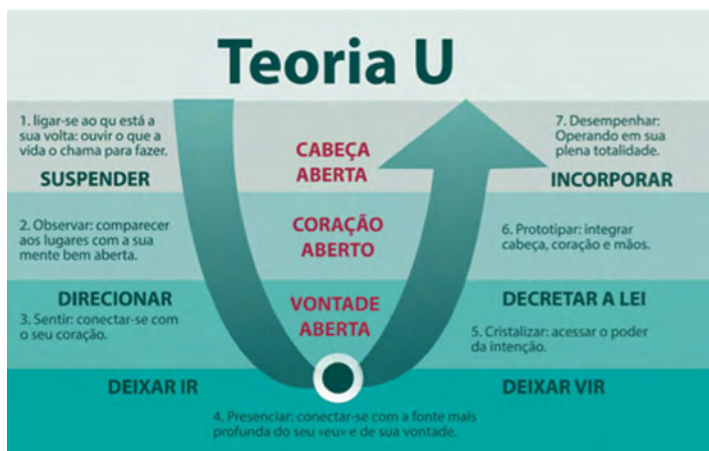 Teoria U
1. ligar-se ao qu está a
sua volta: ouvir o que a
vida o chama para fazer.
SUSPENDER
2. Observar: comparecer
aos lugares com a sua
mente bem aberta.
DIRECIONAR
3. Sentir: conectar-se com
o seu coração.
DEIXAR IR
CABEÇA
ABERTA
CORAÇÃO
ABERTO
VONTADE
ABERTA
4. Presenciar: conectar-se com a fonte mais
profunda do seu «eu» e de sua vontade.
7. Desempenhar:
Operando em sua
plena totalidade.
INCORPORAR
6. Prototipar: integrar
cabeça, coração e mãos.
DECRETAR A LEI
5. Cristalizar: acessar o poder
da intenção.
DEIXAR VIR